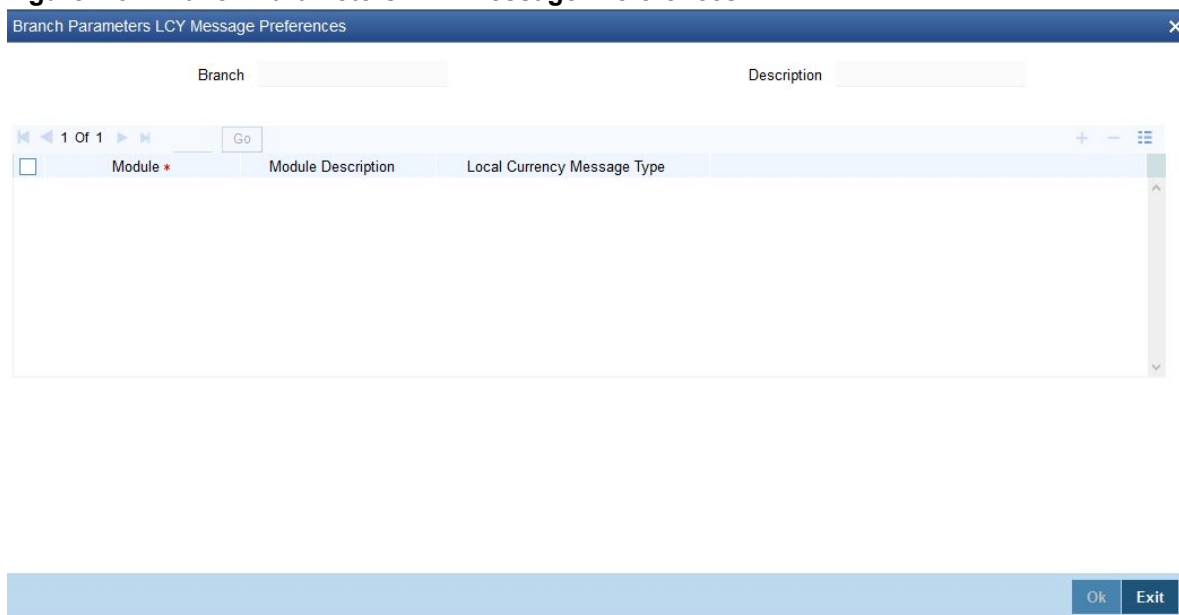 Branch Parameters LCY Message Preferences
Branch
Description
1 Of 1 Go
Module * Module Description Local Currency Message Type
Ok Exit